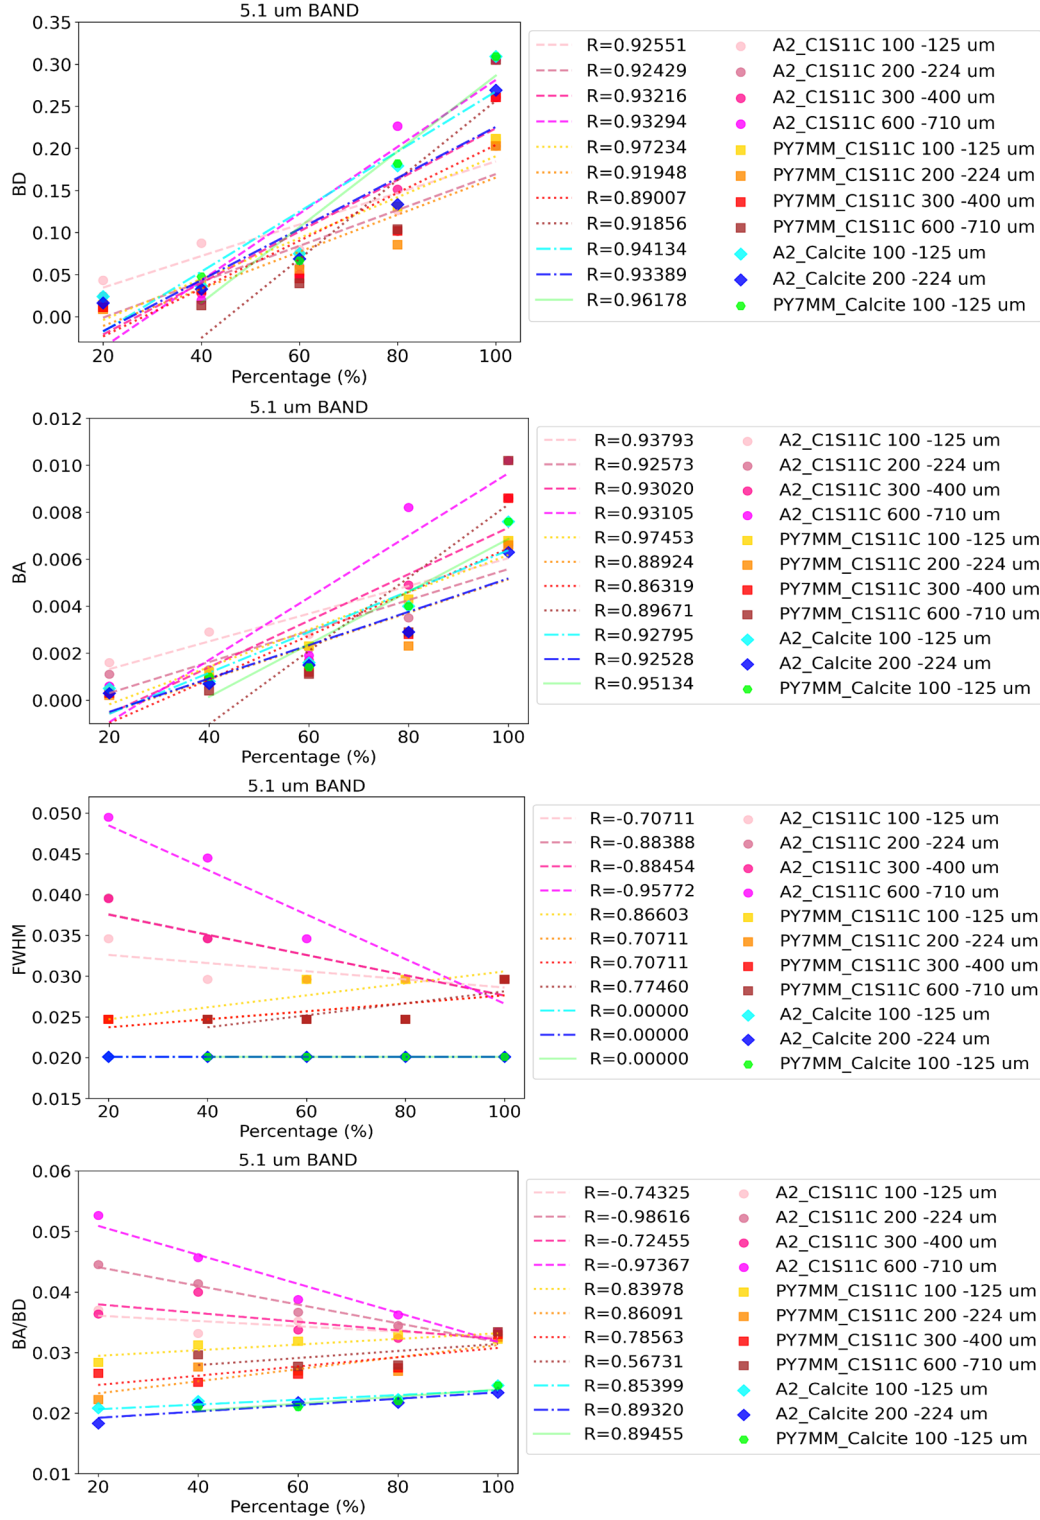 5.1 um BAND
0.35
0.30
0.25
0.20
0.15
0.10
0.05
0.00
BD
20 40 60 80 100
Percentage (%)
R=0.92551 A2_C1S11C 100 -125 um
R=0.92429 A2_C1S11C 200 -224 um
R=0.93216 A2_C1S11C 300 -400 um
R=0.93294 A2_C1S11C 600 -710 um
R=0.97234 PY7MM_C1S11C 100 -125 um
R=0.91948 PY7MM_C1S11C 200 -224 um
R=0.89007 PY7MM_C1S11C 300 -400 um
R=0.91856 PY7MM_C1S11C 600 -710 um
R=0.94134 A2_Calcite 100 -125 um
R=0.93389 A2_Calcite 200 -224 um
R=0.96178 PY7MM_Calcite 100 -125 um
5.1 um BAND
0.012
0.010
0.008
0.006
0.004
0.002
0.000
BA
20 40 60 80 100
Percentage (%)
R=0.93793 A2_C1S11C 100 -125 um
R=0.92573 A2_C1S11C 200 -224 um
R=0.93020 A2_C1S11C 300 -400 um
R=0.93105 A2_C1S11C 600 -710 um
R=0.97453 PY7MM_C1S11C 100 -125 um
R=0.88924 PY7MM_C1S11C 200 -224 um
R=0.86319 PY7MM_C1S11C 300 -400 um
R=0.89671 PY7MM_C1S11C 600 -710 um
R=0.92795 A2_Calcite 100 -125 um
R=0.92528 A2_Calcite 200 -224 um
R=0.95134 PY7MM_Calcite 100 -125 um
5.1 um BAND
0.050
0.045
0.040
0.035
0.030
0.025
0.020
0.015
FWHM
20 40 60 80 100
Percentage (%)
R=-0.70711 A2_C1S11C 100 -125 um
R=-0.88388 A2_C1S11C 200 -224 um
R=-0.88454 A2_C1S11C 300 -400 um
R=-0.95772 A2_C1S11C 600 -710 um
R=0.86603 PY7MM_C1S11C 100 -125 um
R=0.70711 PY7MM_C1S11C 200 -224 um
R=0.70711 PY7MM_C1S11C 300 -400 um
R=0.77460 PY7MM_C1S11C 600 -710 um
R=0.00000 A2_Calcite 100 -125 um
R=0.00000 A2_Calcite 200 -224 um
R=0.00000 PY7MM_Calcite 100 -125 um
5.1 um BAND
0.06
0.05
0.04
0.03
0.02
0.01
BA/BD
20 40 60 80 100
Percentage (%)
R=-0.74325 A2_C1S11C 100 -125 um
R=-0.98616 A2_C1S11C 200 -224 um
R=-0.72455 A2_C1S11C 300 -400 um
R=-0.97367 A2_C1S11C 600 -710 um
R=0.83978 PY7MM_C1S11C 100 -125 um
R=0.86091 PY7MM_C1S11C 200 -224 um
R=0.78563 PY7MM_C1S11C 300 -400 um
R=0.56731 PY7MM_C1S11C 600 -710 um
R=0.85399 A2_Calcite 100 -125 um
R=0.89320 A2_Calcite 200 -224 um
R=0.89455 PY7MM_Calcite 100 -125 um